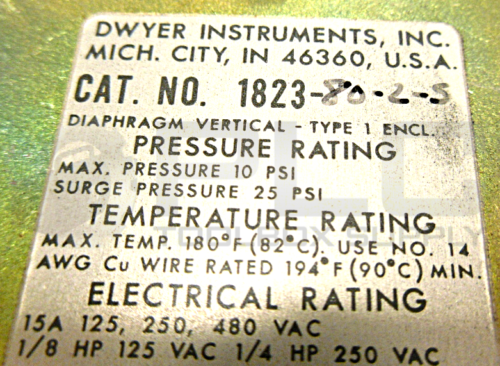 DWYER INSTRUMENTS, INC.
MICH. CITY, IN 46360, U.S.A.
CAT. NO. 1823-80-2-S
DIAPHRAGM VERTICAL - TYPE 1 ENCL.
PRESSURE RATING
MAX. PRESSURE 10 PSI
SURGE PRESSURE 25 PSI
TEMPERATURE RATING
MAX. TEMP. 180°F (82°C). USE NO. 14
AWG Cu WIRE RATED 194°F (90°C) MIN.
ELECTRICAL RATING
15A 125, 250, 480 VAC
1/8 HP 125 VAC 1/4 HP 250 VAC